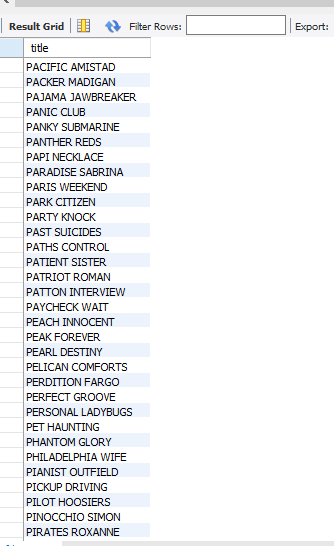 Result Grid Filter Rows: Export:
title
PACIFIC AMISTAD
PACKER MADIGAN
PAJAMA JAWBREAKER
PANIC CLUB
PANKY SUBMARINE
PANTHER REDS
PAPI NECKLACE
PARADISE SABRINA
PARIS WEEKEND
PARK CITIZEN
PARTY KNOCK
PAST SUICIDES
PATHS CONTROL
PATIENT SISTER
PATRIOT ROMAN
PATTON INTERVIEW
PAYCHECK WAIT
PEACH INNOCENT
PEAK FOREVER
PEARL DESTINY
PELICAN COMFORTS
PERDITION FARGO
PERFECT GROOVE
PERSONAL LADYBUGS
PET HAUNTING
PHANTOM GLORY
PHILADELPHIA WIFE
PIANIST OUTFIELD
PICKUP DRIVING
PILOT HOOSIERS
PINOCCHIO SIMON
PIRATES ROXANNE